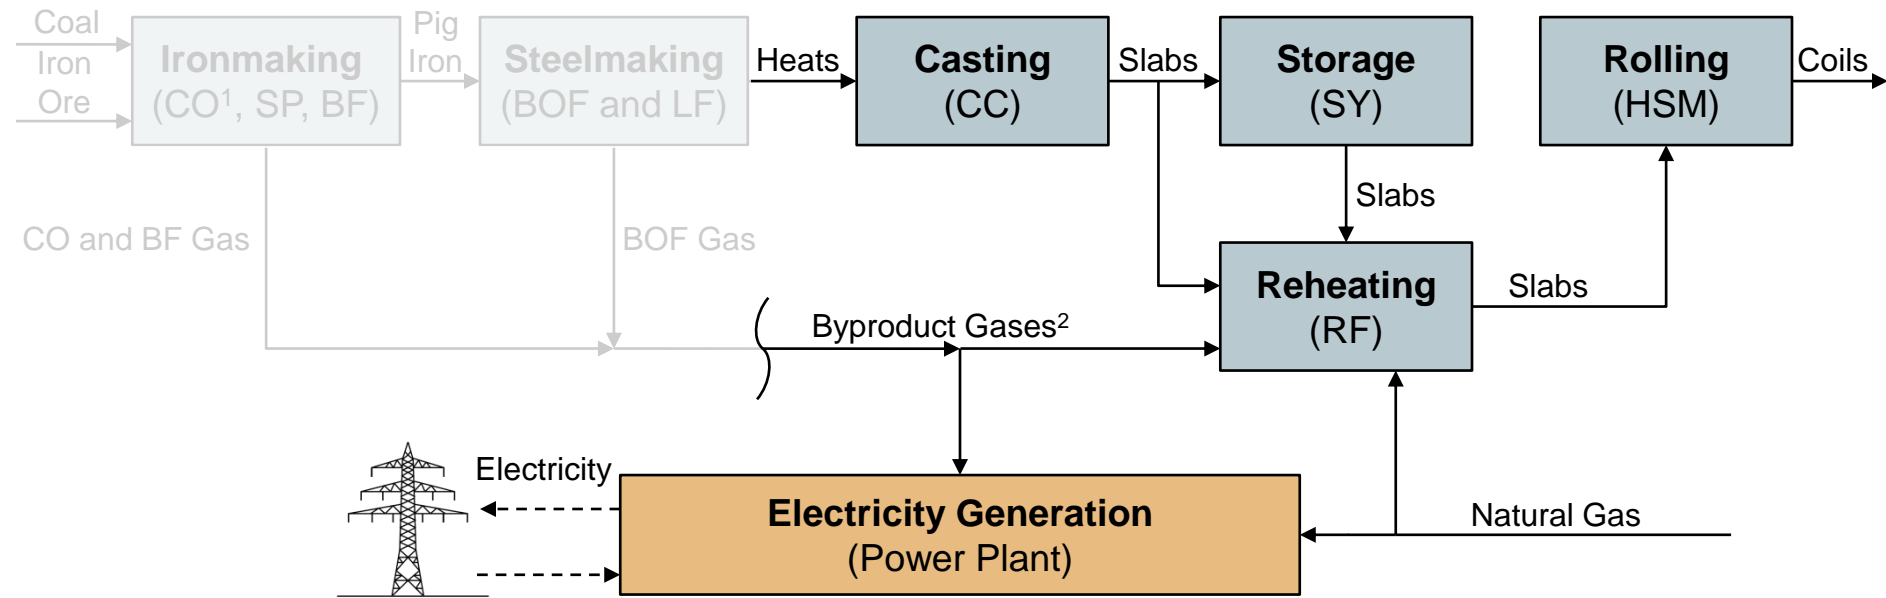 Coal
Iron
Ore
Ironmaking
(CO¹, SP, BF)
Pig
Iron
Steelmaking
(BOF and LF)
Heats
Casting
(CC)
Slabs
Storage
(SY)
Rolling
(HSM)
Coils
Slabs
CO and BF Gas
BOF Gas
Reheating
(RF)
Slabs
Byproduct Gases²
Electricity
Electricity Generation
(Power Plant)
Natural Gas